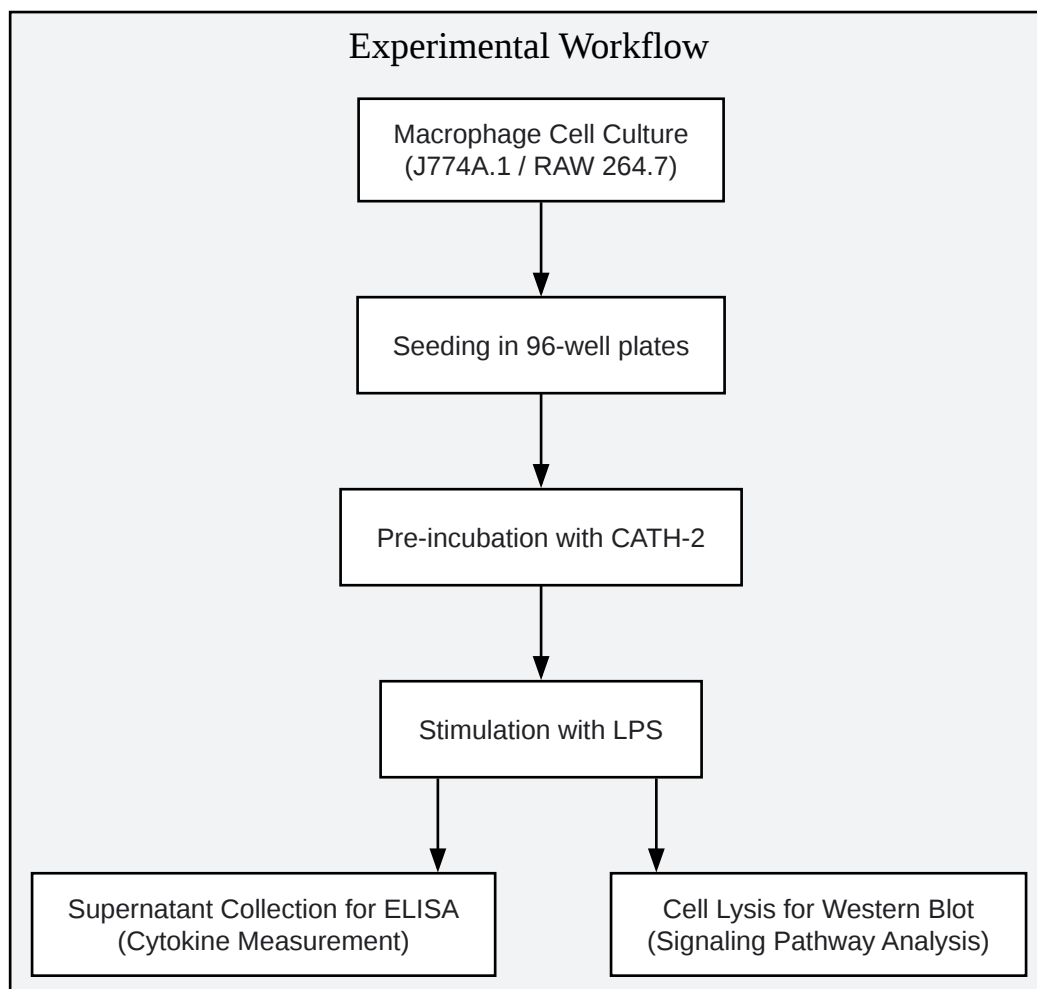 Experimental Workflow
Macrophage Cell Culture
(J774A.1 / RAW 264.7)
Seeding in 96-well plates
Pre-incubation with CATH-2
Stimulation with LPS
Supernatant Collection for ELISA
(Cytokine Measurement)
Cell Lysis for Western Blot
(Signaling Pathway Analysis)